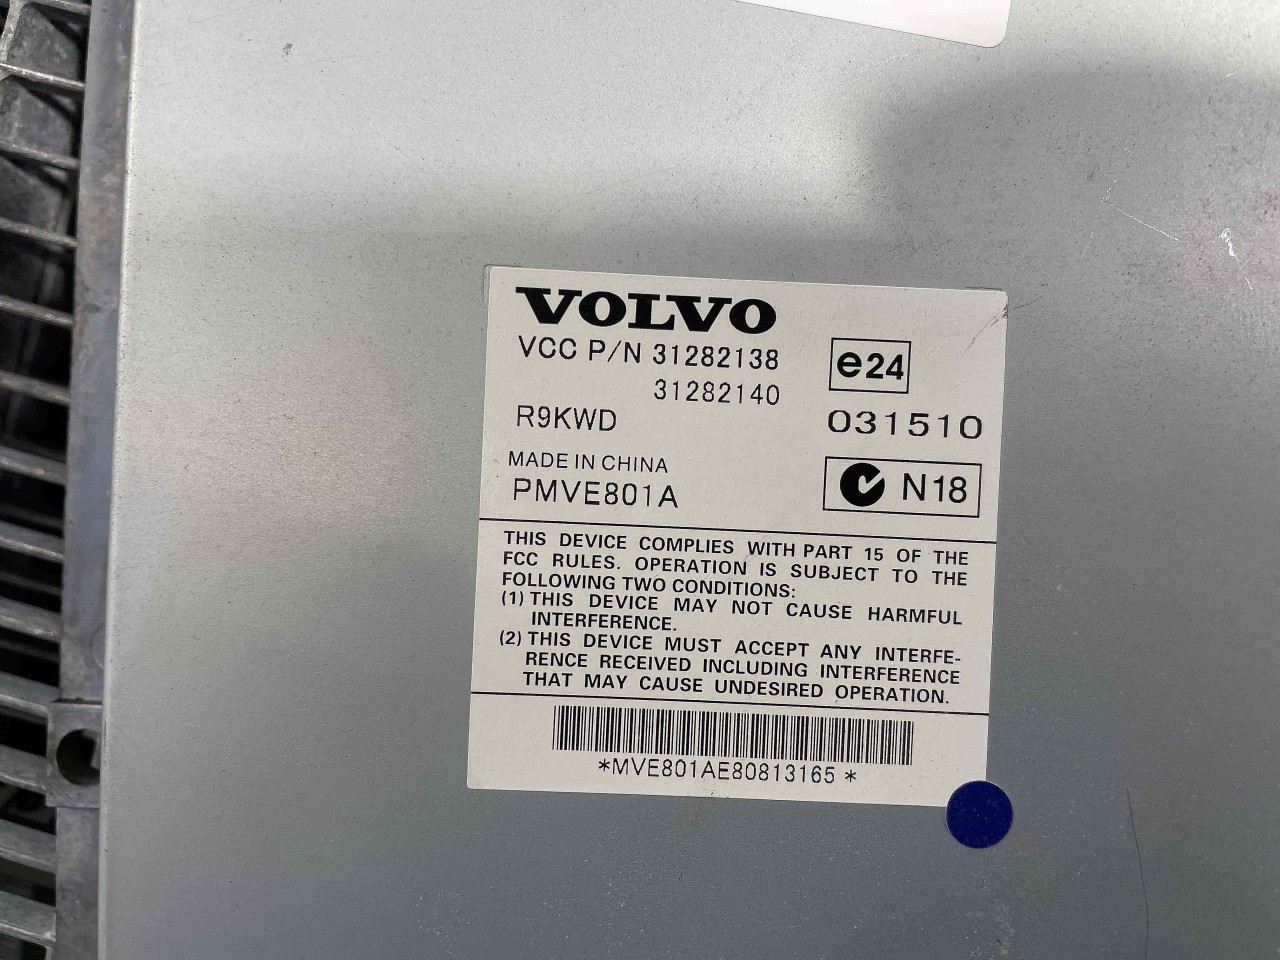 VOLVO
VCC P/N 31282138
31282140
e24
R9KWD
031510
MADE IN CHINA
PMVE801A
N18
THIS DEVICE COMPLIES WITH PART 15 OF THE
FCC RULES. OPERATION IS SUBJECT TO THE
FOLLOWING TWO CONDITIONS:
(1) THIS DEVICE MAY NOT CAUSE HARMFUL
INTERFERENCE.
(2) THIS DEVICE MUST ACCEPT ANY INTERFE-
RENCE RECEIVED INCLUDING INTERFERENCE
THAT MAY CAUSE UNDESIRED OPERATION.
*MVE801AE80813165 *